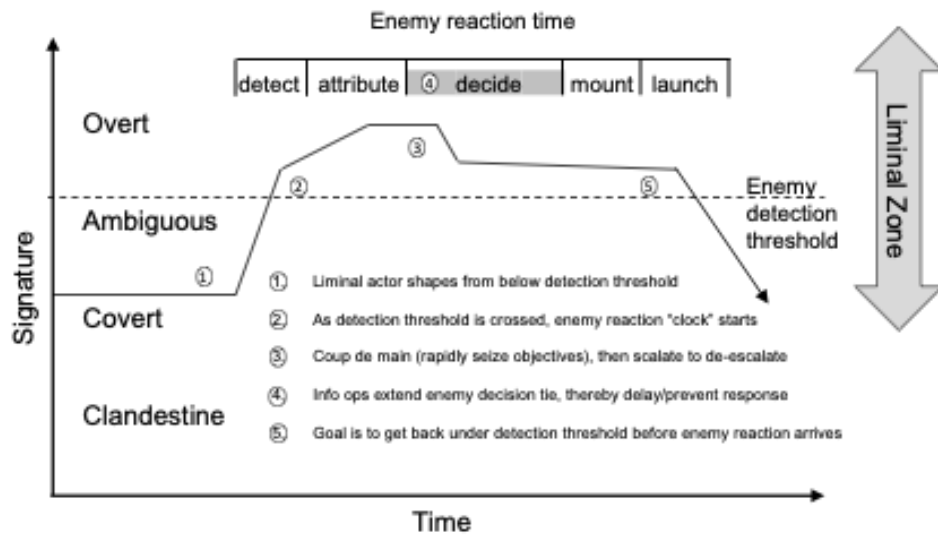 Enemy reaction time
detect attribute ④ decide mount launch
Overt
③
② ⑤
Enemy
detection
threshold
Ambiguous
①
Covert
Clandestine
① Liminal actor shapes from below detection threshold
② As detection threshold is crossed, enemy reaction "clock" starts
③ Coup de main (rapidly seize objectives), then scalate to de-escalate
④ Info ops extend enemy decision tie, thereby delay/prevent response
⑤ Goal is to get back under detection threshold before enemy reaction arrives
Signature
Time
Liminal Zone